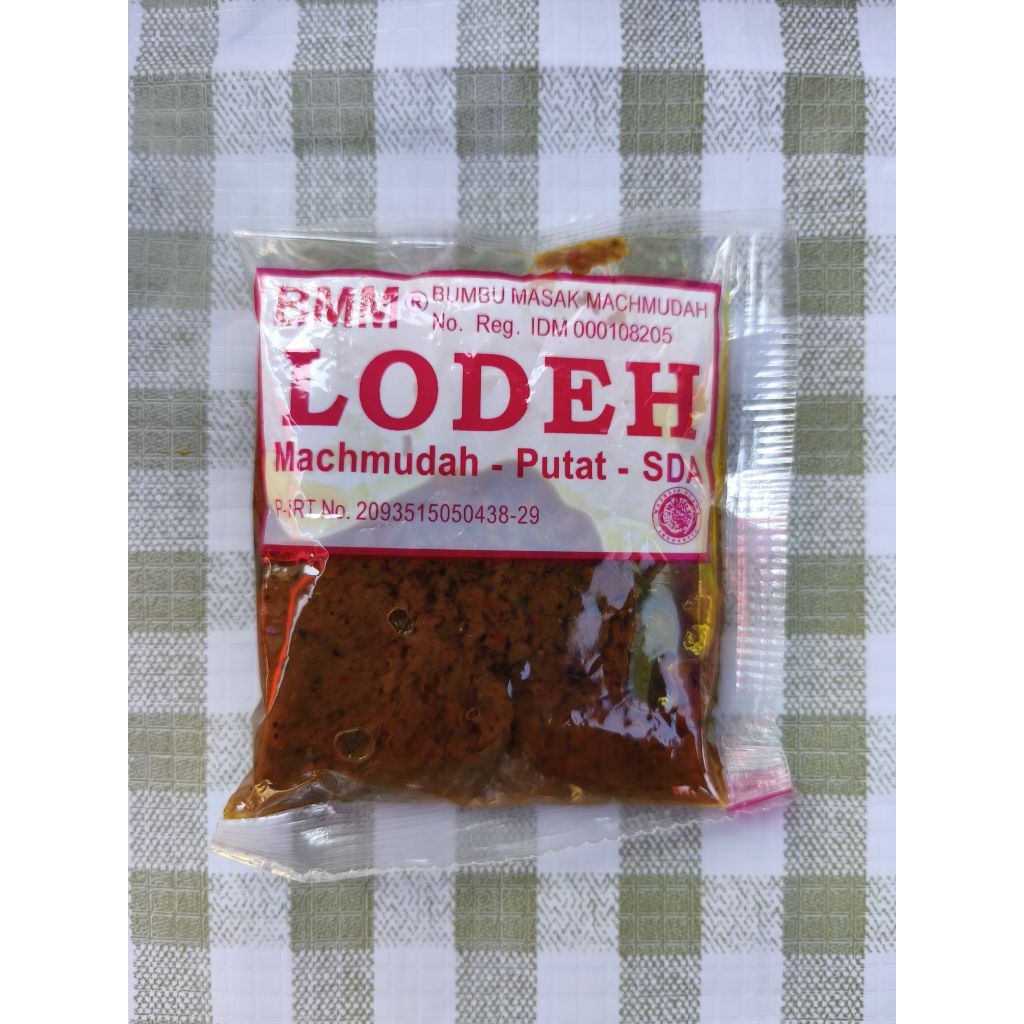 BMM® BUMBU MASAK MACHMUDAH
No. Reg. IDM 000108205
LODEH
Machmudah - Putat - SDA
P-IRT No. 2093515050438-29